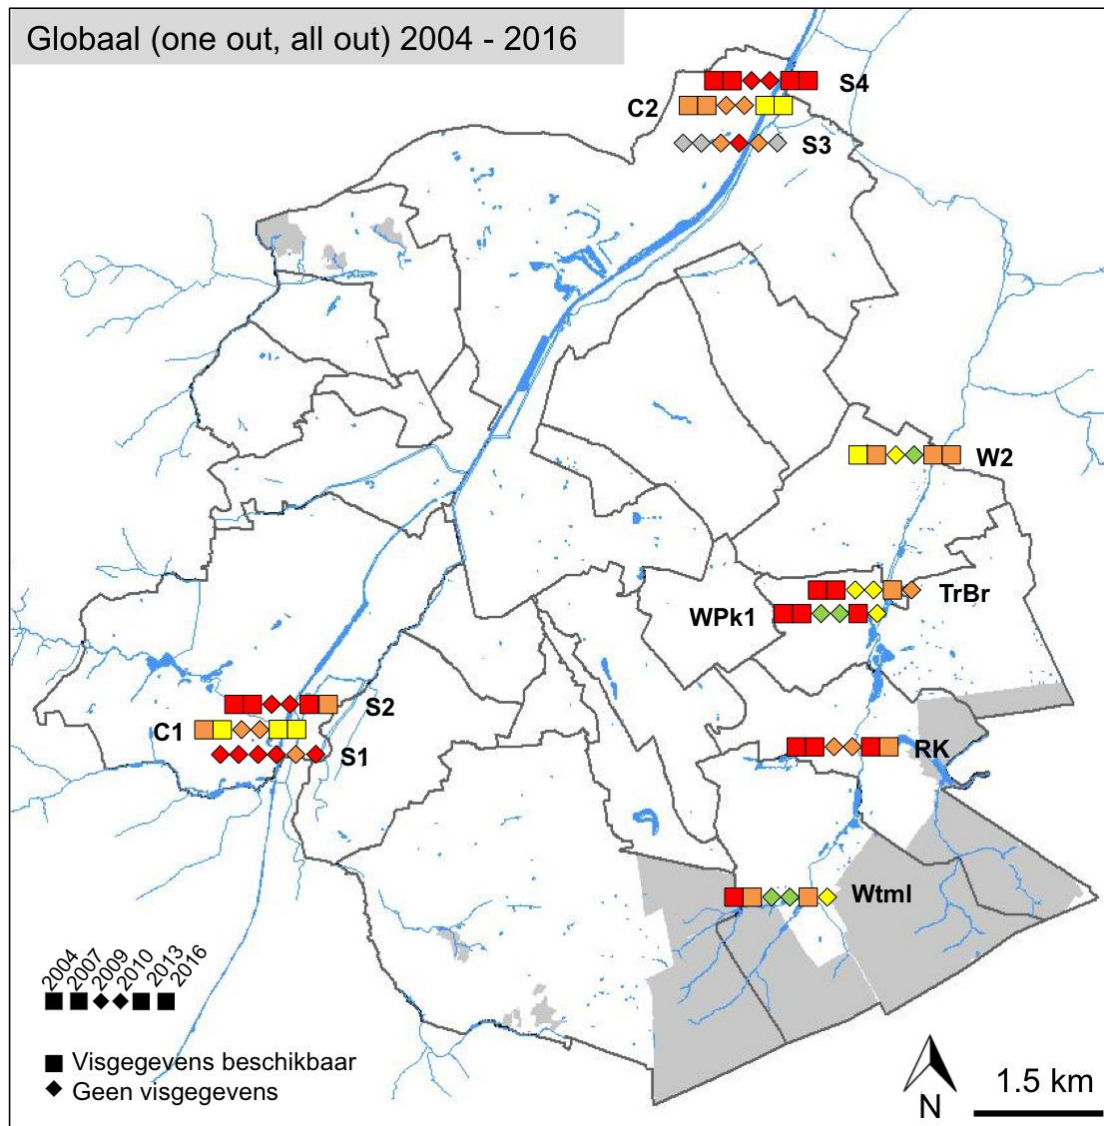 Globaal (one out, all out) 2004 - 2016
S4
C2
S3
W2
TrBr
WPk1
S2
C1
S1
RK
Wtml
2004 2007 2009 2010 2013 2016
Visgegevens beschikbaar
Geen visgegevens
N
1.5 km